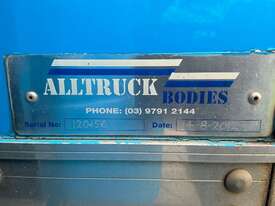 ALLTRUCK
BODIES
PHONE: (03) 9791 2144
Serial No: Date: